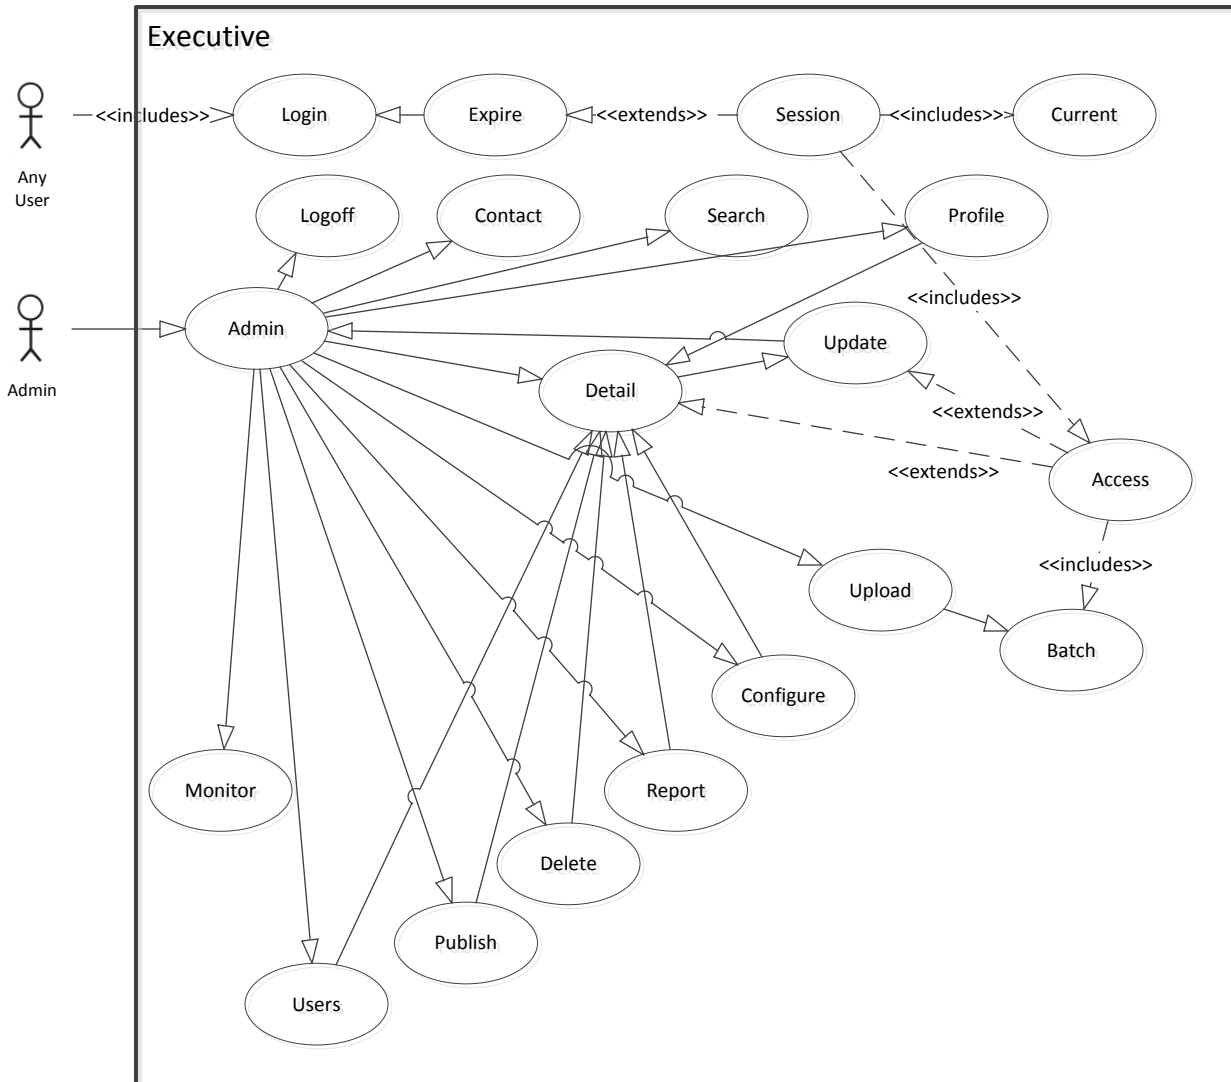 Executive
<<includes>>
Login
Expire
<<extends>>
Session
<<includes>>
Current
Any
User
Logoff
Contact
Search
Profile
<<includes>>
Admin
Admin
Update
Detail
<<extends>>
<<extends>>
Access
<<includes>>
Upload
Batch
Configure
Monitor
Report
Delete
Publish
Users